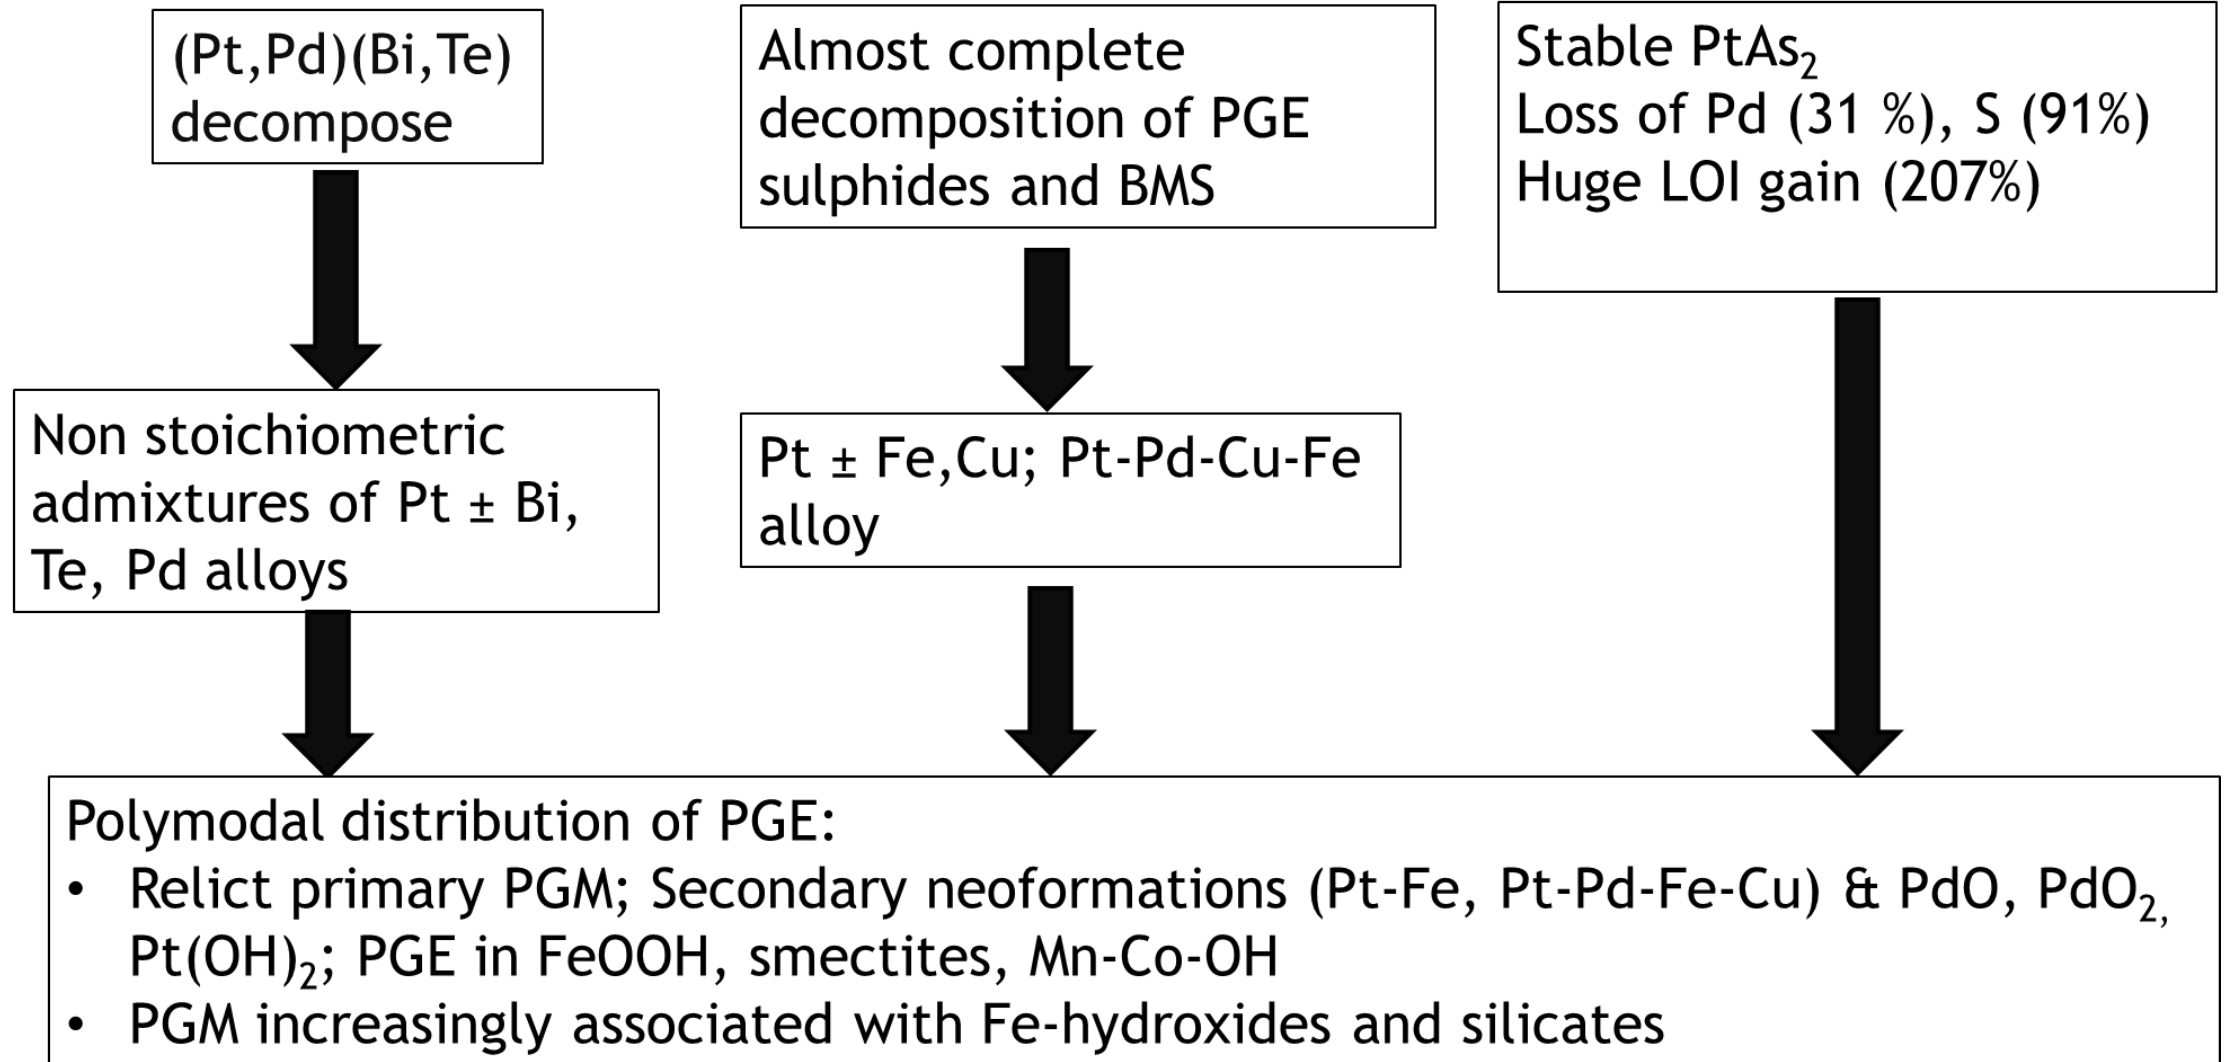 (Pt,Pd)(Bi,Te)
decompose
Almost complete
decomposition of PGE
sulphides and BMS
Stable PtAs₂
Loss of Pd (31 %), S (91%)
Huge LOI gain (207%)
Non stoichiometric
admixtures of Pt ± Bi,
Te, Pd alloys
Pt ± Fe,Cu; Pt-Pd-Cu-Fe
alloy
Polymodal distribution of PGE:
• Relict primary PGM; Secondary neoformations (Pt-Fe, Pt-Pd-Fe-Cu) & PdO, PdO₂,
Pt(OH)₂; PGE in FeOOH, smectites, Mn-Co-OH
• PGM increasingly associated with Fe-hydroxides and silicates